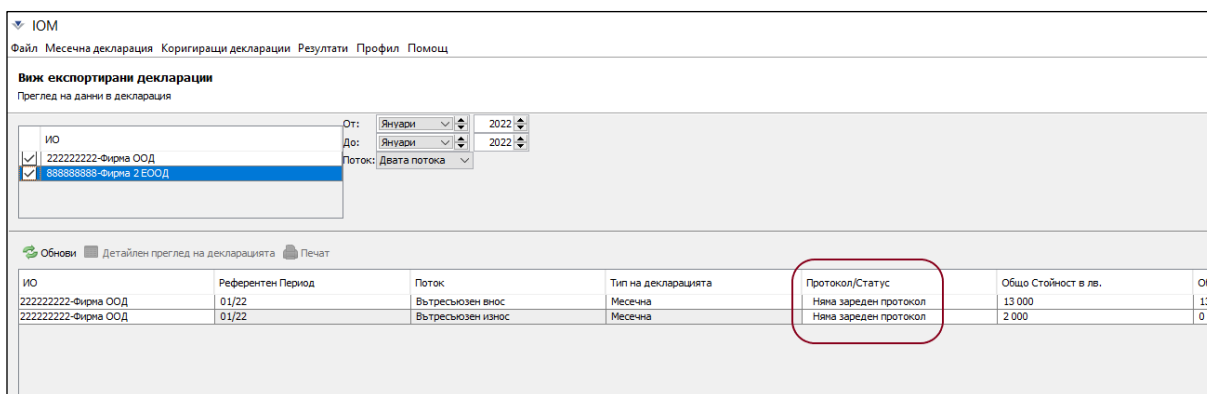 IOM
Файл Месечна декларация Коригиращи декларации Резултати Профил Помощ
Виж експортирани декларации
Преглед на данни в декларация
ИО
222222222-Фирма ООД
888888888-Фирма 2 ЕООД
От: Януари 2022
До: Януари 2022
Поток: Двата потока
Обнови Детайлен преглед на декларацията Печат
ИО Референтен Период Поток Тип на декларацията Протокол/Статус Общо Стойност в лв.
222222222-Фирма ООД 01/22 Вътресъюзен внос Месечна Няма зареден протокол 13 000
222222222-Фирма ООД 01/22 Вътресъюзен износ Месечна Няма зареден протокол 2 000 0